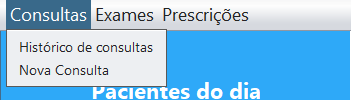 Consultas Exames Prescrições
Histórico de consultas
Nova Consulta
Pacientes do dia